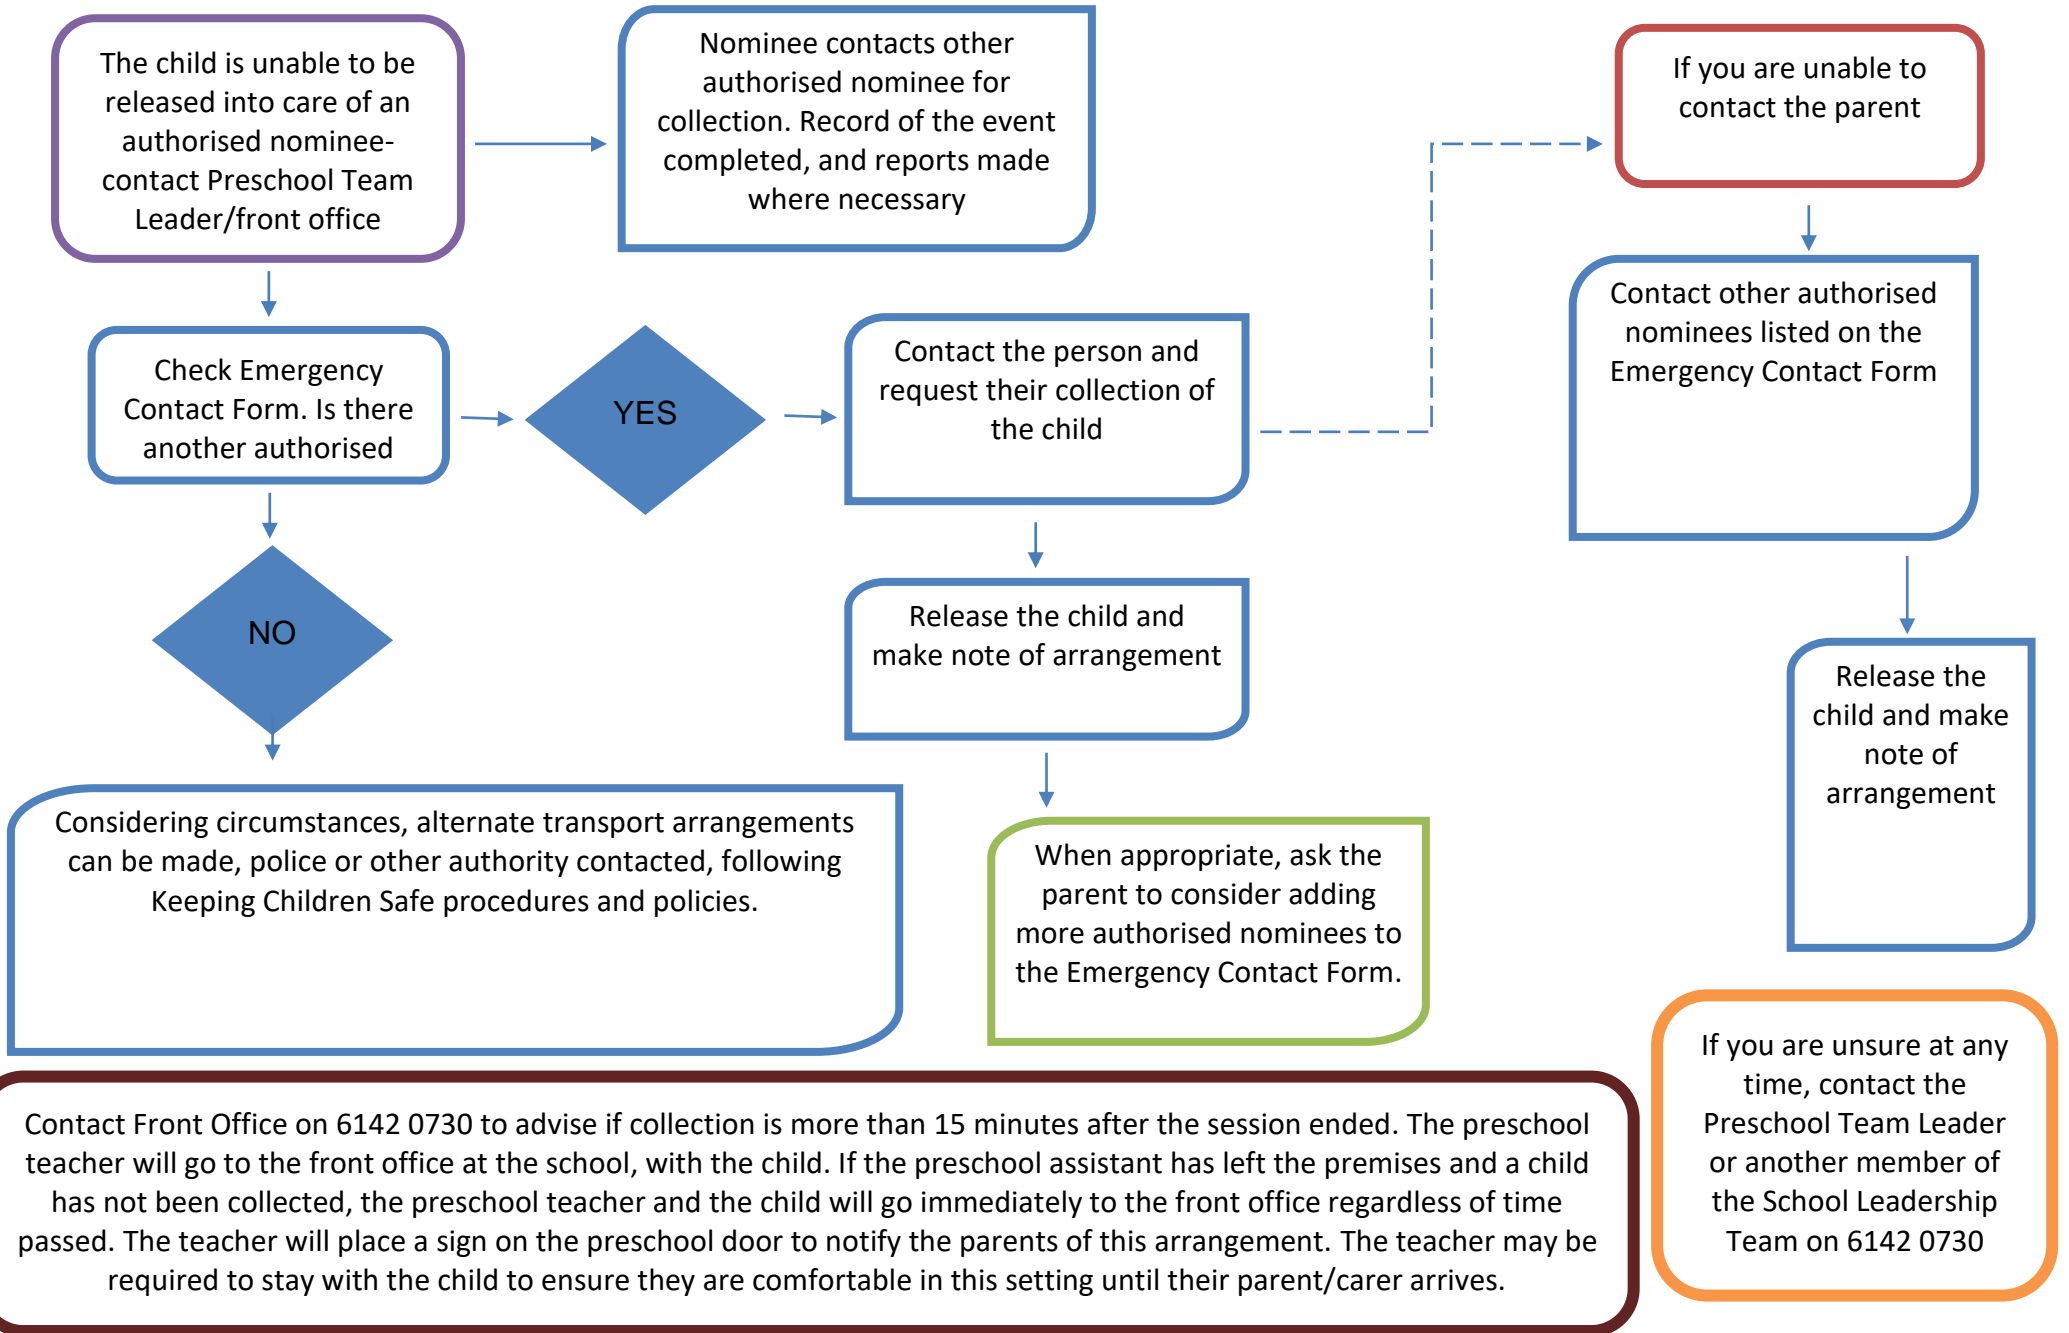 The child is unable to be
released into care of an
authorised nominee-
contact Preschool Team
Leader/front office
Nominee contacts other
authorised nominee for
collection. Record of the event
completed, and reports made
where necessary
If you are unable to
contact the parent
Check Emergency
Contact Form. Is there
another authorised
YES
Contact the person and
request their collection of
the child
Contact other authorised
nominees listed on the
Emergency Contact Form
NO
Release the child and
make note of arrangement
Release the
child and make
note of
arrangement
Considering circumstances, alternate transport arrangements
can be made, police or other authority contacted, following
Keeping Children Safe procedures and policies.
When appropriate, ask the
parent to consider adding
more authorised nominees to
the Emergency Contact Form.
If you are unsure at any
time, contact the
Preschool Team Leader
or another member of
the School Leadership
Team on 6142 0730
Contact Front Office on 6142 0730 to advise if collection is more than 15 minutes after the session ended. The preschool
teacher will go to the front office at the school, with the child. If the preschool assistant has left the premises and a child
has not been collected, the preschool teacher and the child will go immediately to the front office regardless of time
passed. The teacher will place a sign on the preschool door to notify the parents of this arrangement. The teacher may be
required to stay with the child to ensure they are comfortable in this setting until their parent/carer arrives.